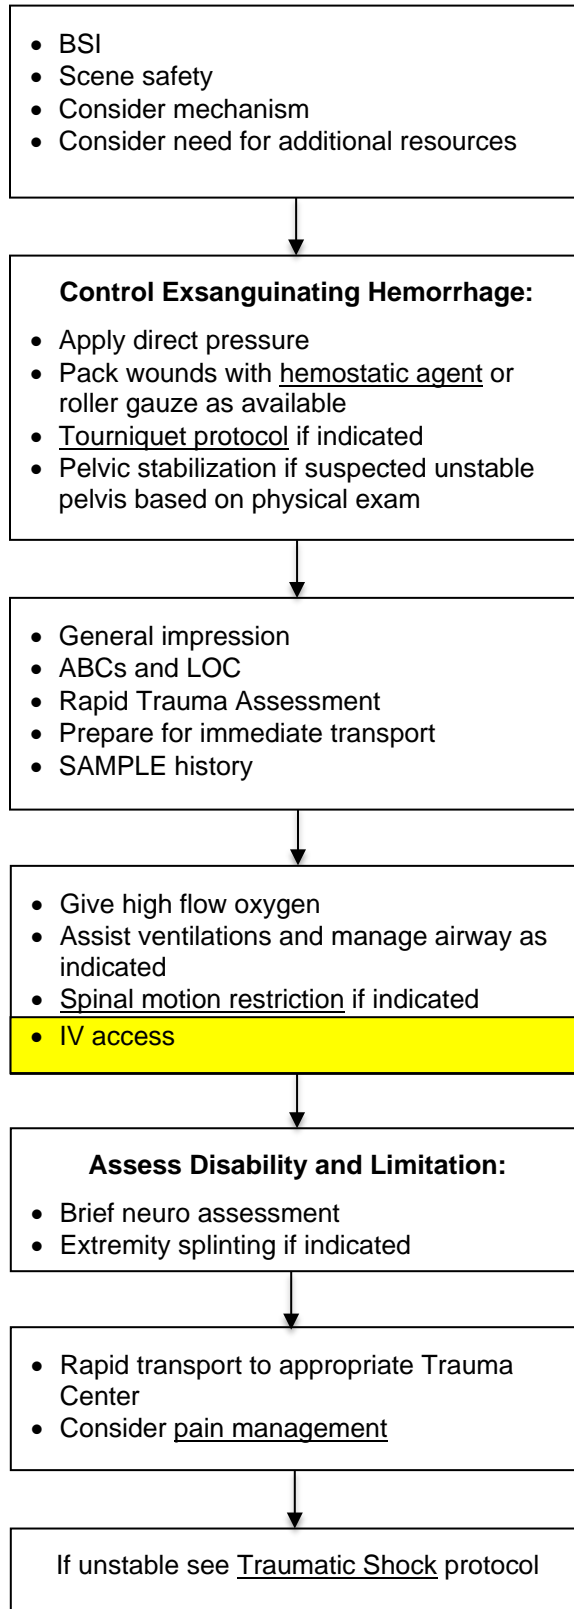 • BSI
• Scene safety
• Consider mechanism
• Consider need for additional resources
Control Exsanguinating Hemorrhage:
• Apply direct pressure
• Pack wounds with hemostatic agent or
roller gauze as available
• Tourniquet protocol if indicated
• Pelvic stabilization if suspected unstable
pelvis based on physical exam
• General impression
• ABCs and LOC
• Rapid Trauma Assessment
• Prepare for immediate transport
• SAMPLE history
• Give high flow oxygen
• Assist ventilations and manage airway as
indicated
• Spinal motion restriction if indicated
• IV access
Assess Disability and Limitation:
• Brief neuro assessment
• Extremity splinting if indicated
• Rapid transport to appropriate Trauma
Center
• Consider pain management
If unstable see Traumatic Shock protocol